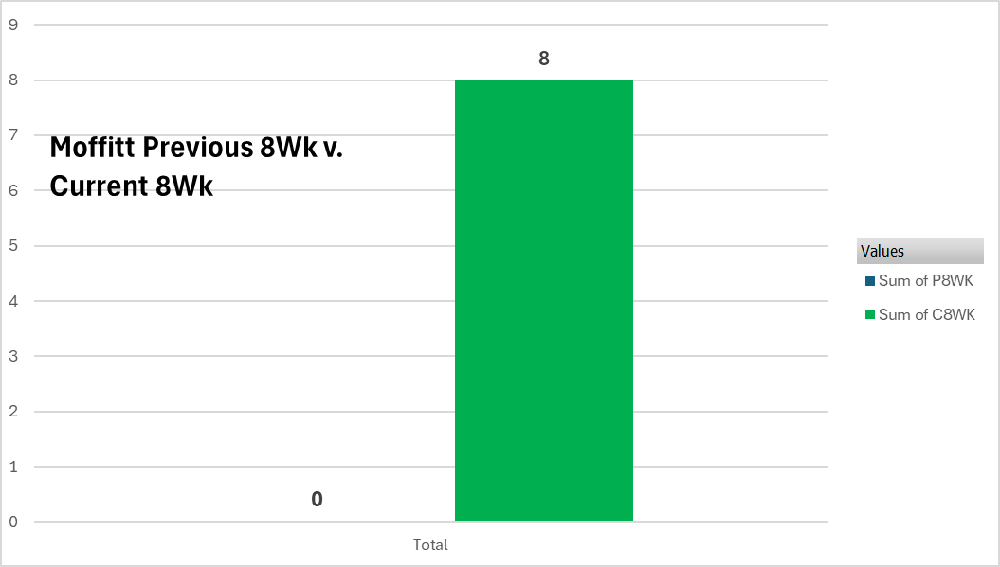 9
8
8
7
Moffitt Previous 8Wk v.
Current 8Wk
6
5
Values
Sum of P8WK
4
Sum of C8WK
3
2
1
0
0
Total